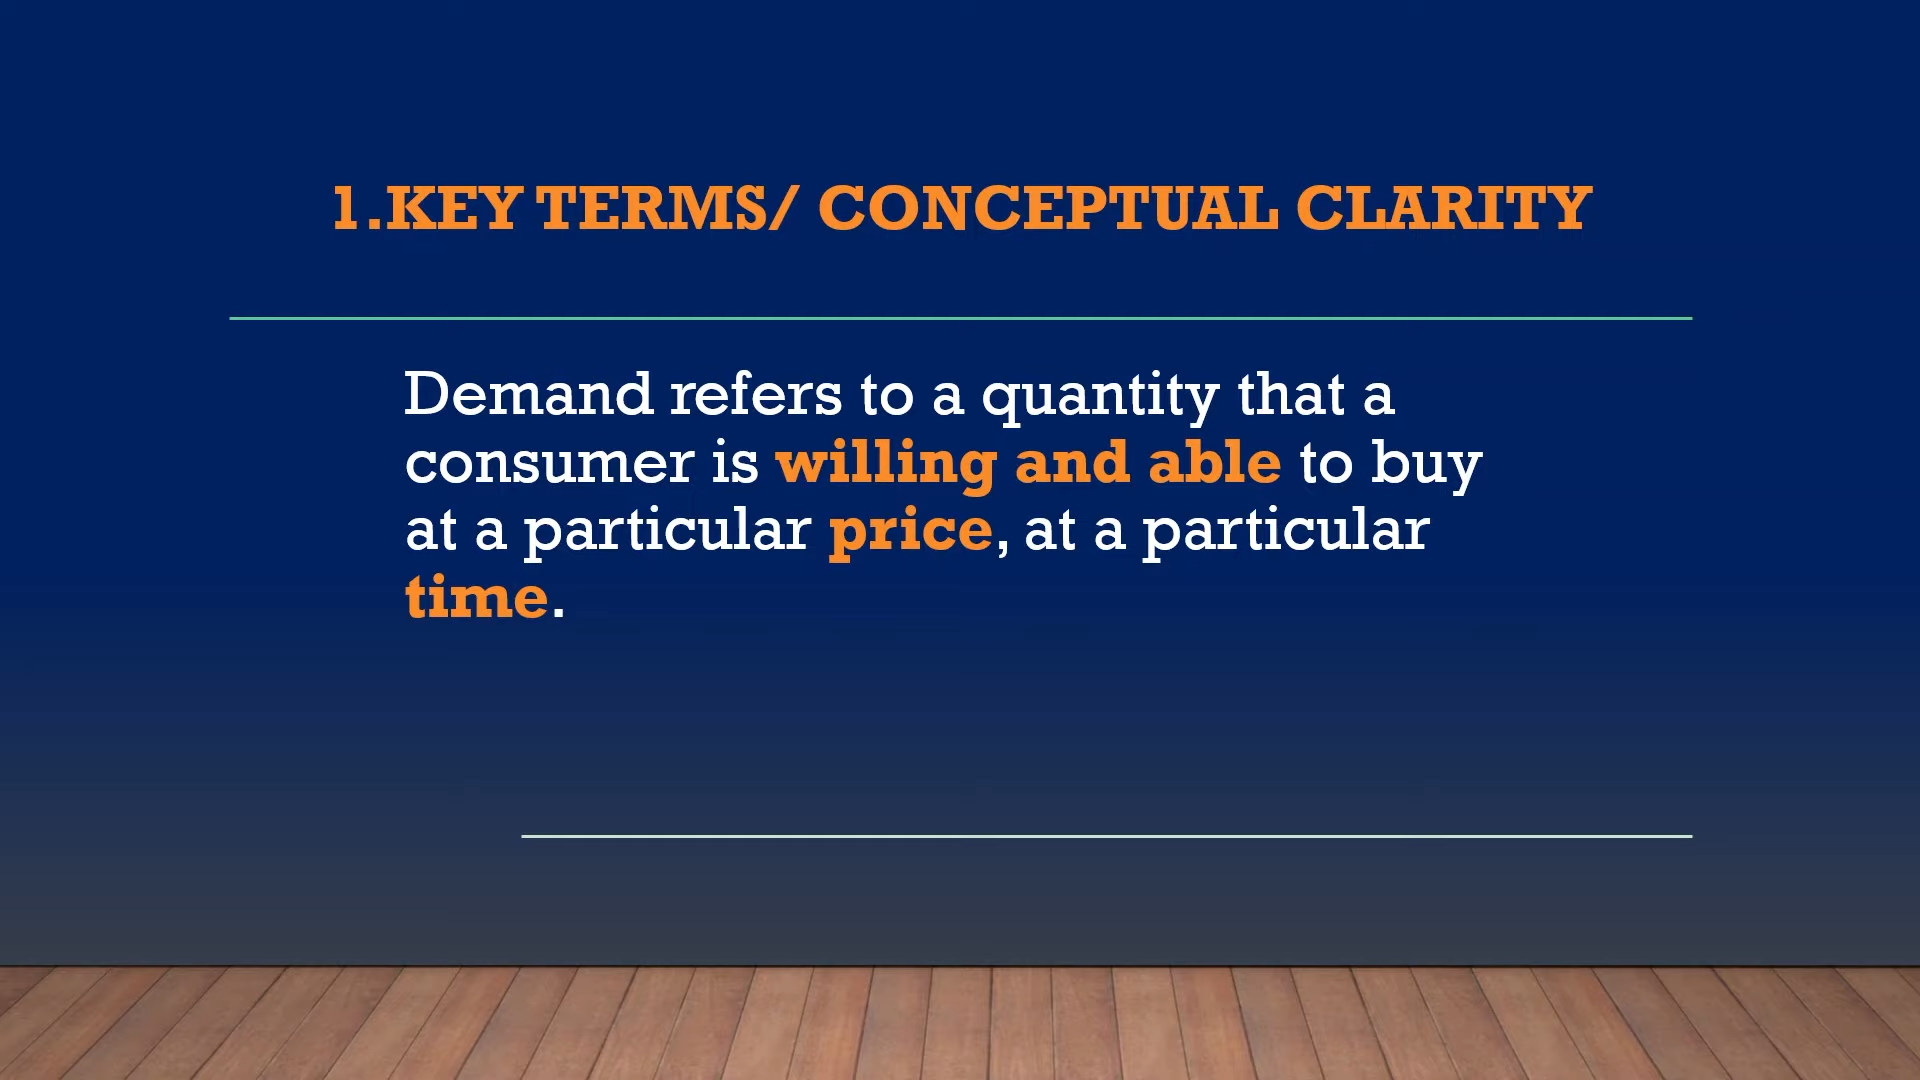 1.KEY TERMS/ CONCEPTUAL CLARITY
Demand refers to a quantity that a
consumer is willing and able to buy
at a particular price, at a particular
time.